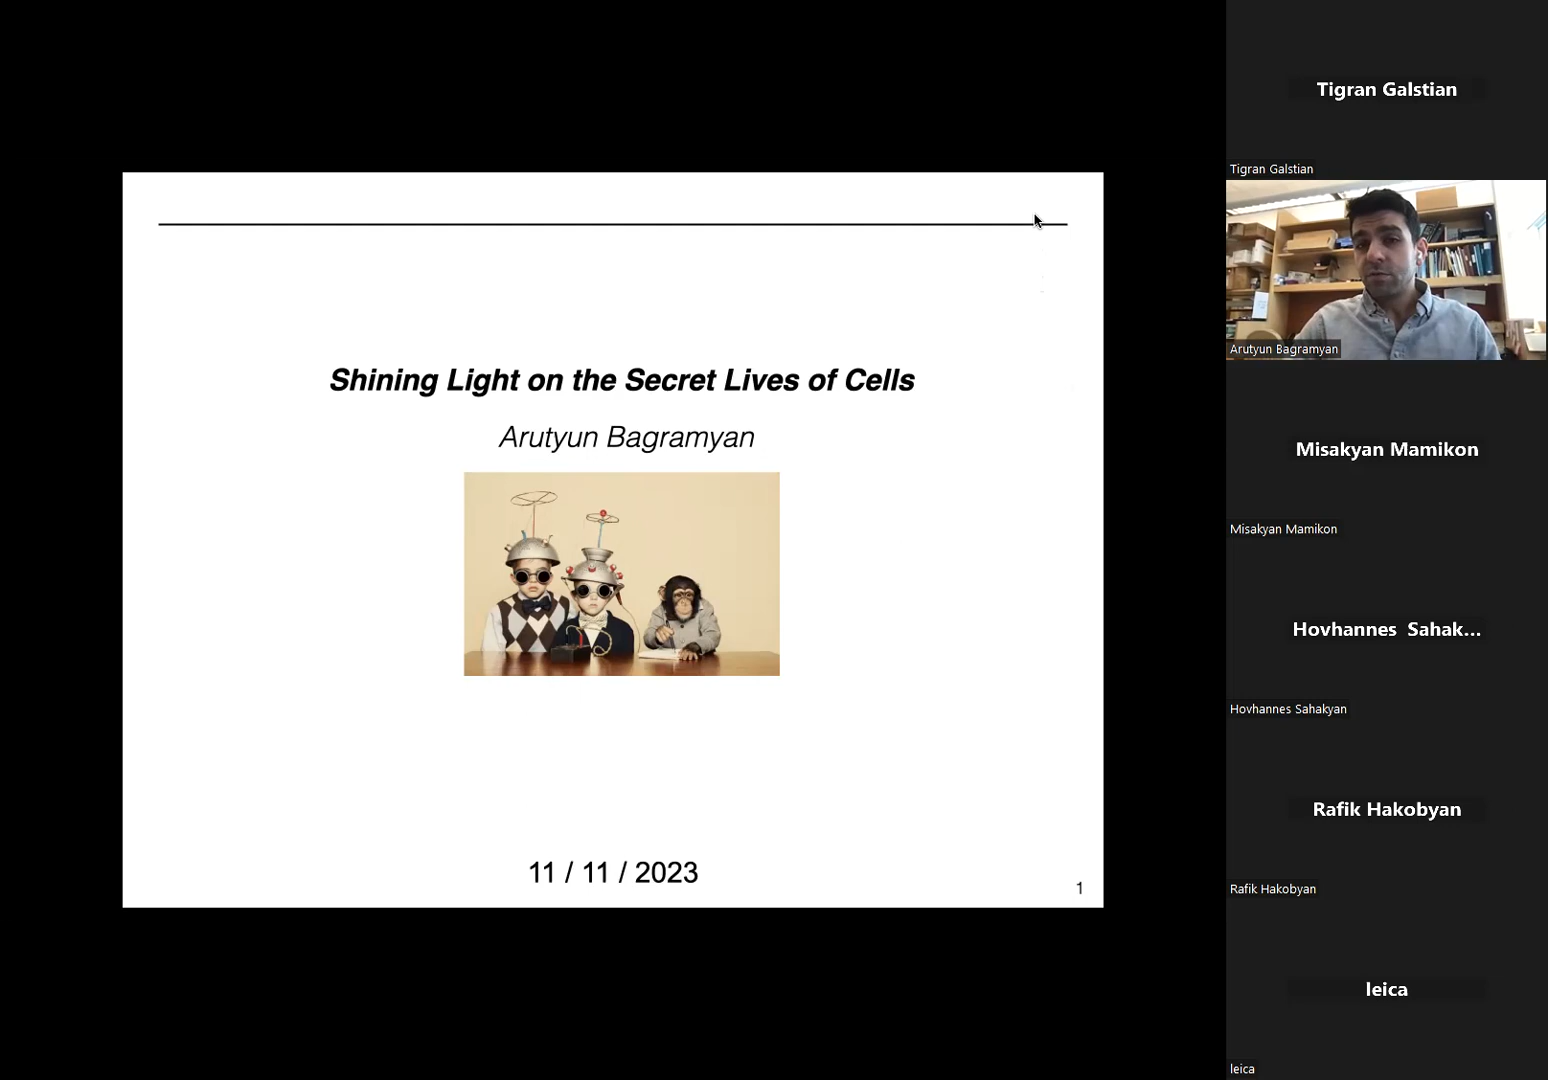 Shining Light on the Secret Lives of Cells
Arutyun Bagramyan
11 / 11 / 2023
1
Tigran Galstian
Tigran Galstian
Arutyun Bagramyan
Misakyan Mamikon
Misakyan Mamikon
Hovhannes Sahak...
Hovhannes Sahakyan
Rafik Hakobyan
Rafik Hakobyan
leica
leica